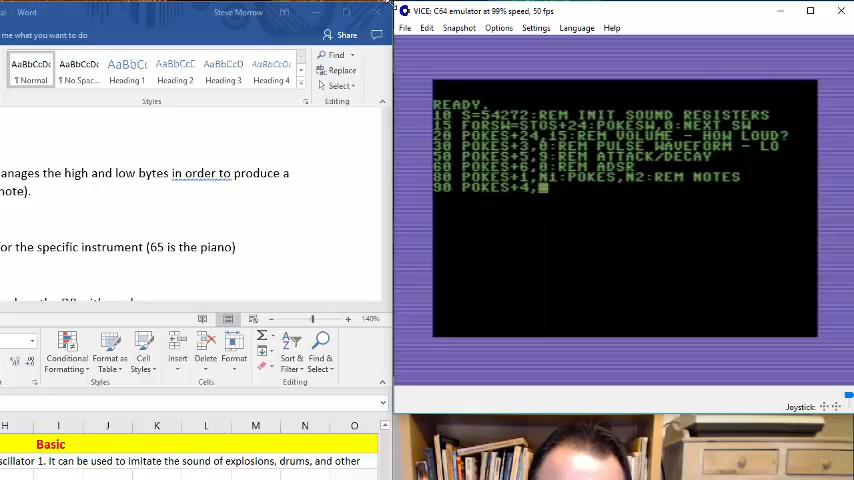 al - Word
Steve Morrow
me what you want to do
Share
AaBbCcDc
AaBbCcDc
AaBbC(
AaBbCcD
AaBbCcD
AaBbCcD
Normal
No Spac...
Heading 1
Heading 2
Heading 3
Heading 4
Find
Replace
Select
Styles
Editing
anages the high and low bytes in order to produce a
note).
or the specific instrument (65 is the piano)
140%
Conditional Formatting
Format as Table
Cell Styles
Insert
Delete
Format
Sort & Filter
Find & Select
Styles
Cells
Editing
H I J K L M N O
Basic
scillator 1. It can be used to imitate the sound of explosions, drums, and other
VICE: C64 emulator at 99% speed, 50 fps
File Edit Snapshot Options Settings Language Help
READY.
10 S=54272:REM INIT SOUND REGISTERS
15 FORSW=STOS+24:POKESW,0:NEXT SW
20 POKES+24,15:REM VOLUME - HOW LOUD?
30 POKES+3,0:REM PULSE WAVEFORM - LO
50 POKES+5,9:REM ATTACK/DECAY
60 POKES+6,0:REM ADSR
80 POKES+1,N1:POKES,N2:REM NOTES
90 POKES+4,
Joystick: